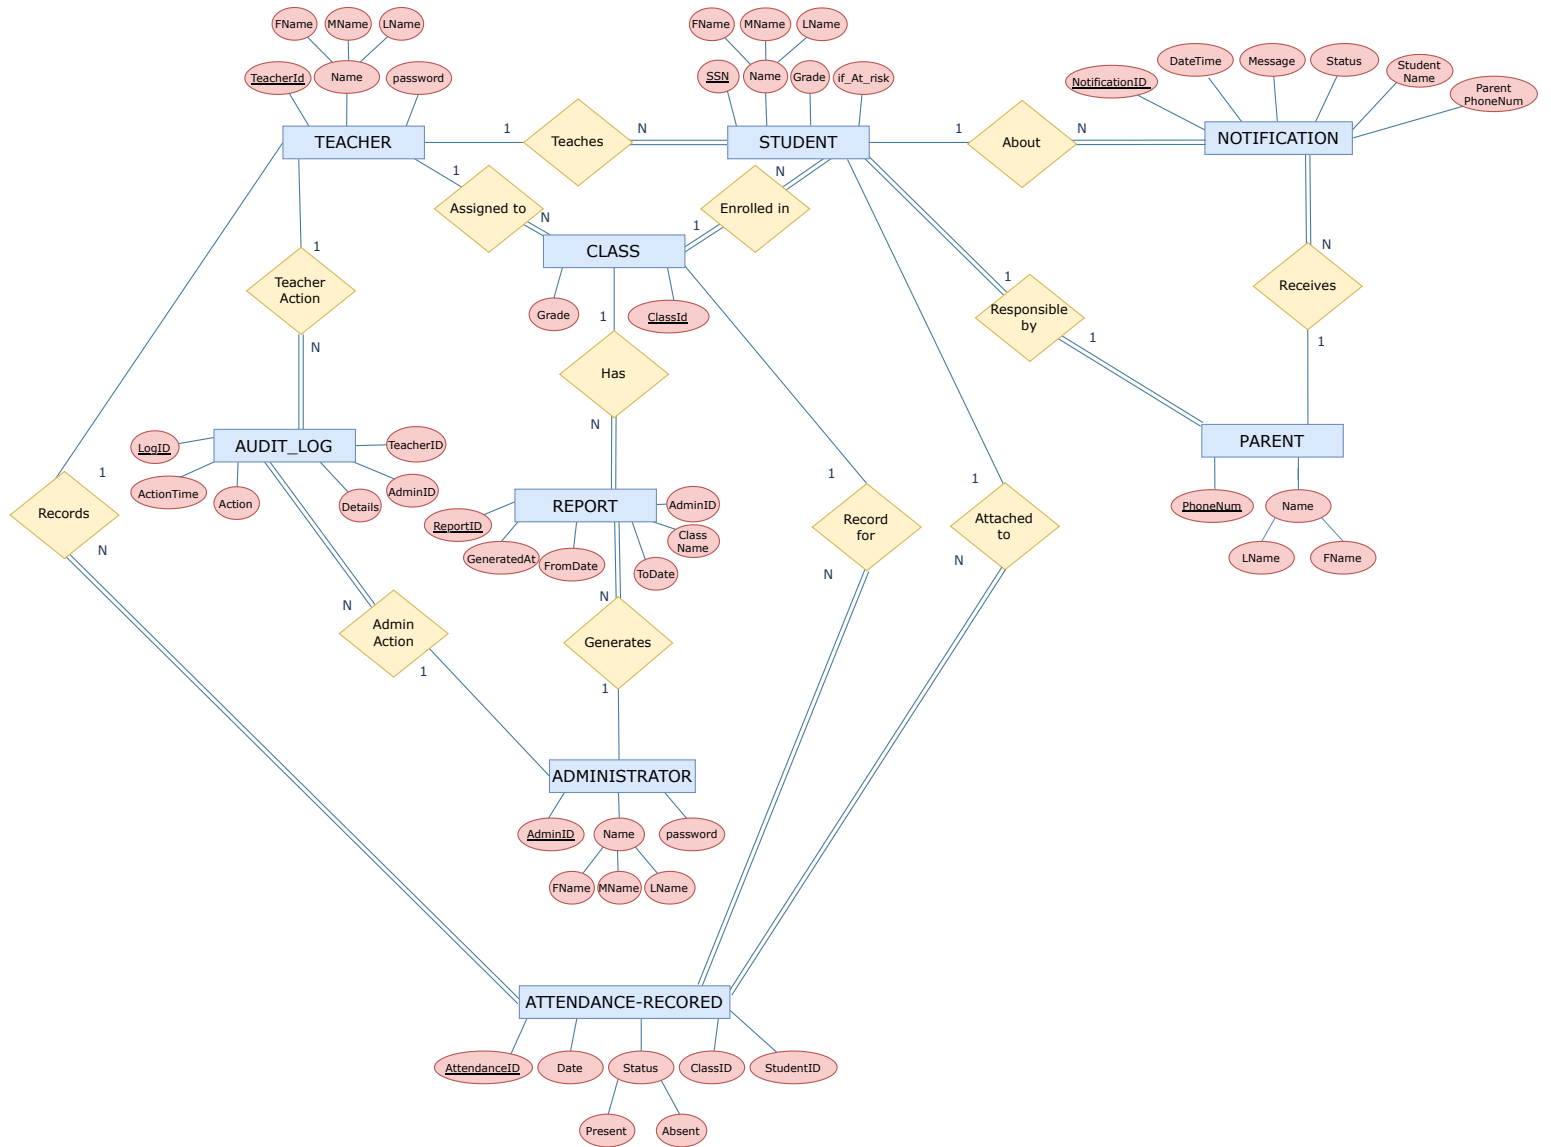 FName
MName
LName
FName
MName
LName
TeacherId
Name
password
SSN
Name
Grade
if_At_risk
NotificationID
DateTime
Message
Status
Student
Name
Parent
PhoneNum
TEACHER
1
Teaches
N
STUDENT
1
About
N
NOTIFICATION
1
Assigned to
N
N
Enrolled in
1
CLASS
Grade
ClassId
1
Teacher
Action
N
1
Has
N
1
Responsible
by
1
N
Receives
1
LogID
AUDIT_LOG
TeacherID
ActionTime
Action
Details
AdminID
PARENT
PhoneNum
Name
LName
FName
1
Records
N
ReportID
REPORT
AdminID
GeneratedAt
FromDate
ToDate
Class
Name
1
Record
for
N
1
Attached
to
N
N
Admin
Action
1
N
Generates
1
ADMINISTRATOR
AdminID
Name
password
FName
MName
LName
ATTENDANCE-RECORED
AttendanceID
Date
Status
ClassID
StudentID
Present
Absent